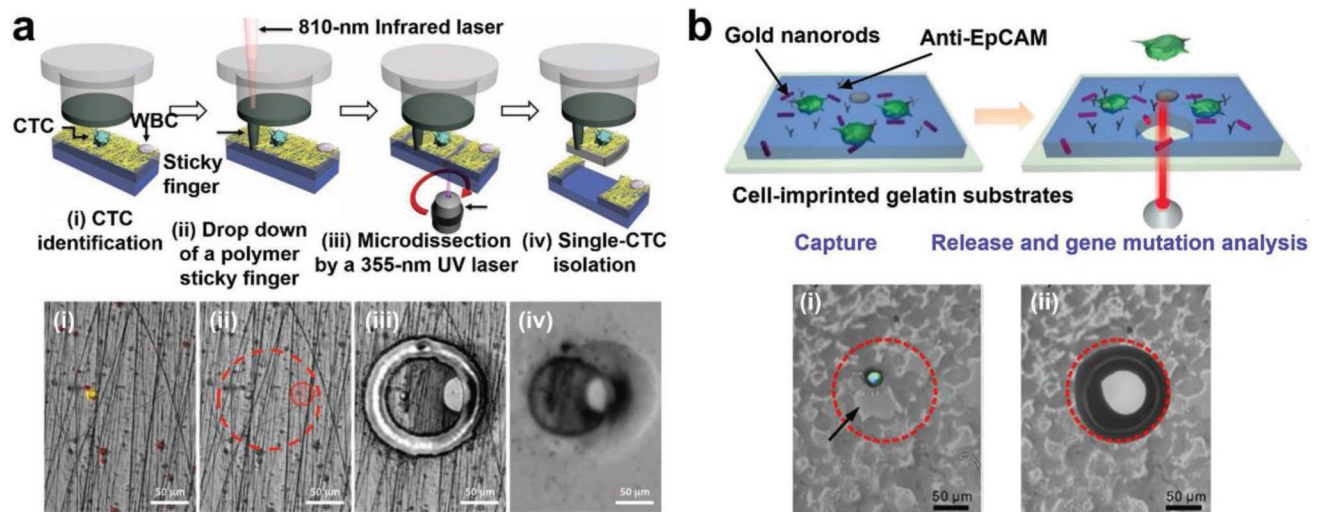 a
810-nm Infrared laser
CTC
WBC
Sticky
finger
(i) CTC
identification
(ii) Drop down
of a polymer
sticky finger
(iii) Microdissection
by a 355-nm UV laser
(iv) Single-CTC
isolation
(i)
(ii)
(iii)
(iv)
50 µm
50 µm
50 µm
50 µm
b
Gold nanorods
Anti-EpCAM
Cell-imprinted gelatin substrates
Capture
Release and gene mutation analysis
(i)
(ii)
50 µm
50 µm